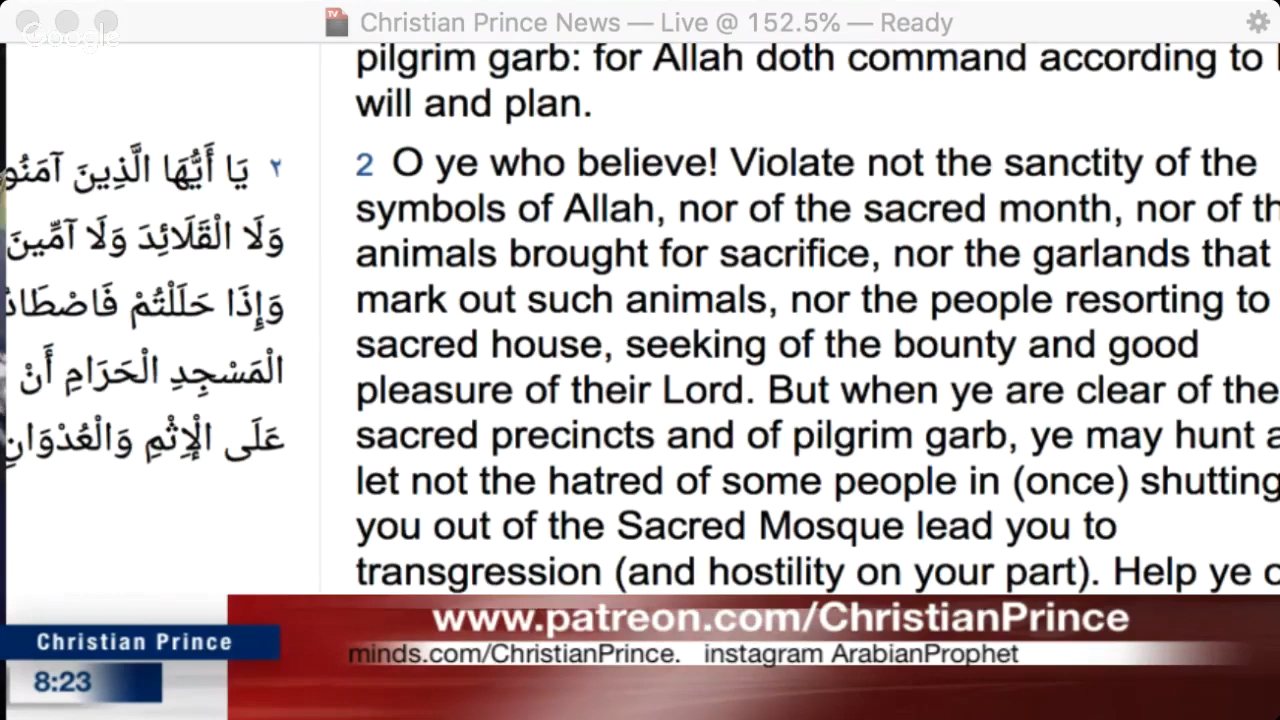 Christian Prince News — Live @ 152.5% — Ready
Google
pilgrim garb: for Allah doth command according to
will and plan.
٢ يَا أَيُّهَا الَّذِينَ
وَلَا الْقَلَائِدَ وَلَا آمِّينَ
وَإِذَا حَلَلْتُمْ
الْمَسْجِدِ الْحَرَامِ أَنْ
عَلَى الْإِثْمِ وَالْعُدْوَانِ
2 O ye who believe! Violate not the sanctity of the
symbols of Allah, nor of the sacred month, nor of
animals brought for sacrifice, nor the garlands that
mark out such animals, nor the people resorting to
sacred house, seeking of the bounty and good
pleasure of their Lord. But when ye are clear of the
sacred precincts and of pilgrim garb, ye may hunt
let not the hatred of some people in (once) shutting
you out of the Sacred Mosque lead you to
transgression (and hostility on your part). Help ye
www.patreon.com/ChristianPrince
minds.com/ChristianPrince. instagram ArabianProphet
Christian Prince
8:23